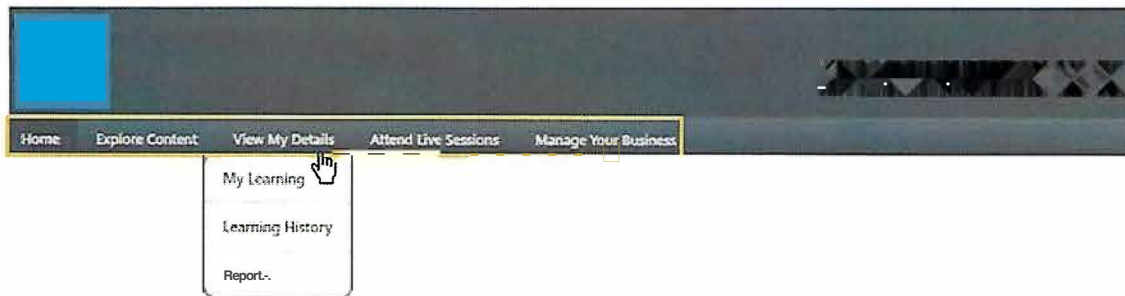 Home Explore Content View My Details Attend Live Sessions Manage Your Business
My Learning
Learning History
Report.-.